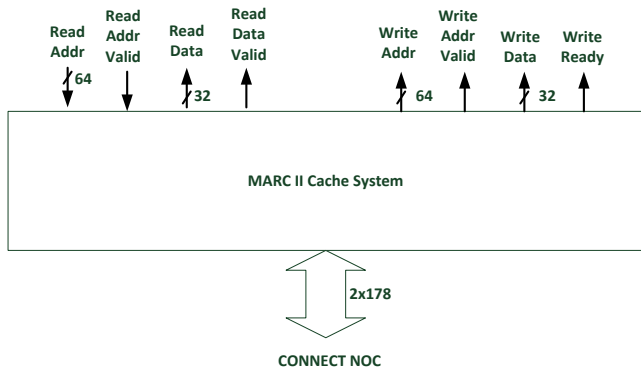 Read
Addr
Read
Addr
Valid
Read
Data
Read
Data
Valid
Write
Addr
Write
Addr
Valid
Write
Data
Write
Ready
64
32
64
32
MARC II Cache System
2x178
CONNECT NOC